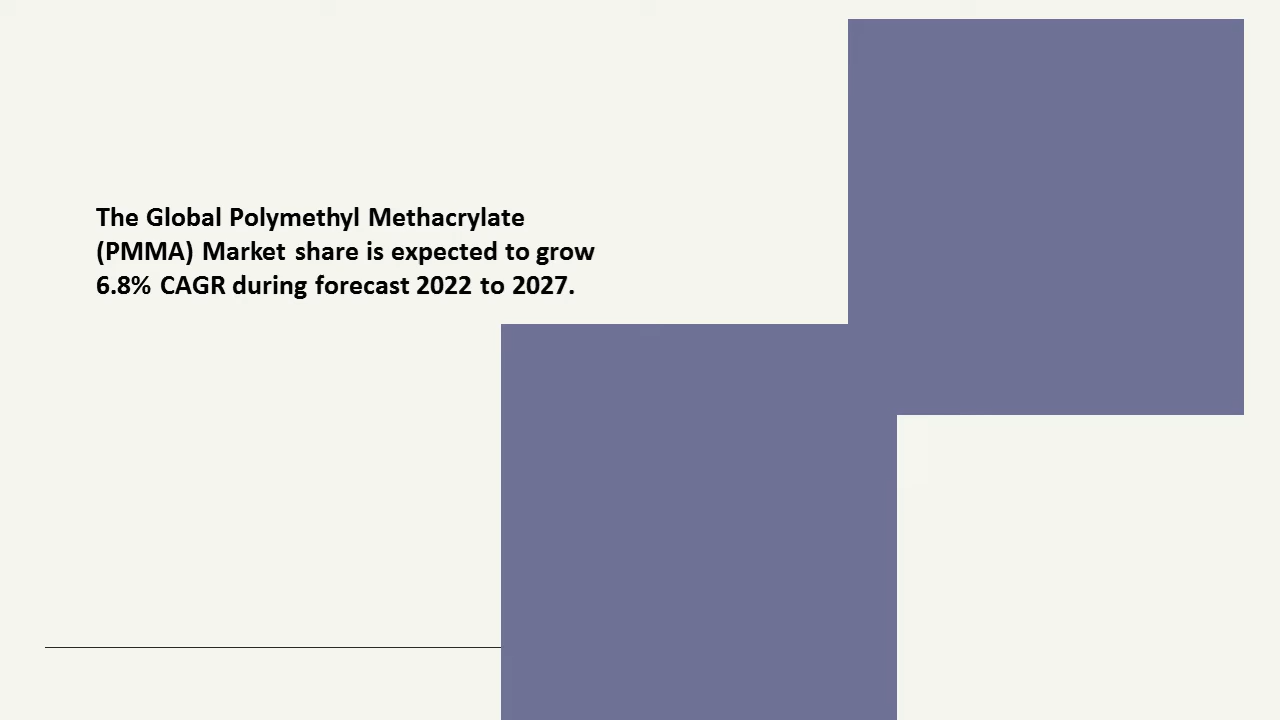 The Global Polymethyl Methacrylate
(PMMA) Market share is expected to grow
6.8% CAGR during forecast 2022 to 2027.